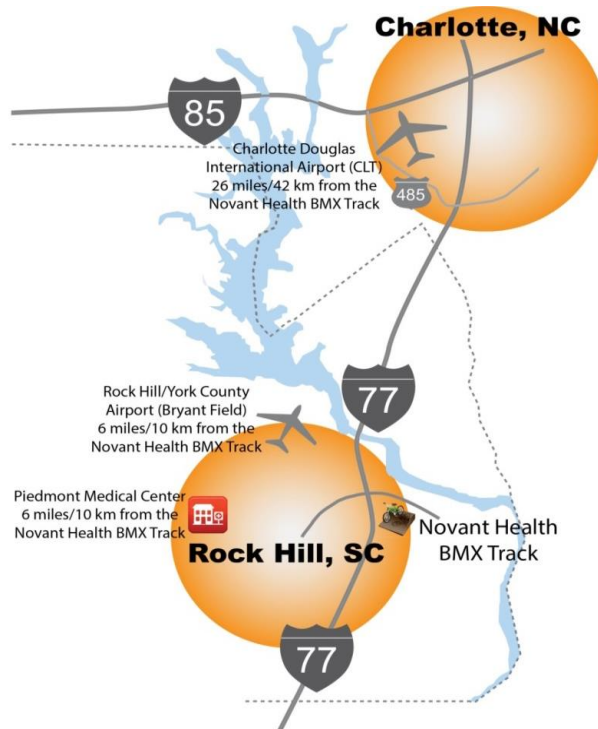 Charlotte, NC
85
Charlotte Douglas
International Airport (CLT)
26 miles/42 km from the
Novant Health BMX Track
485
77
Rock Hill/York County
Airport (Bryant Field)
6 miles/10 km from the
Novant Health BMX Track
Piedmont Medical Center
6 miles/10 km from the
Novant Health BMX Track
Novant Health
BMX Track
Rock Hill, SC
77